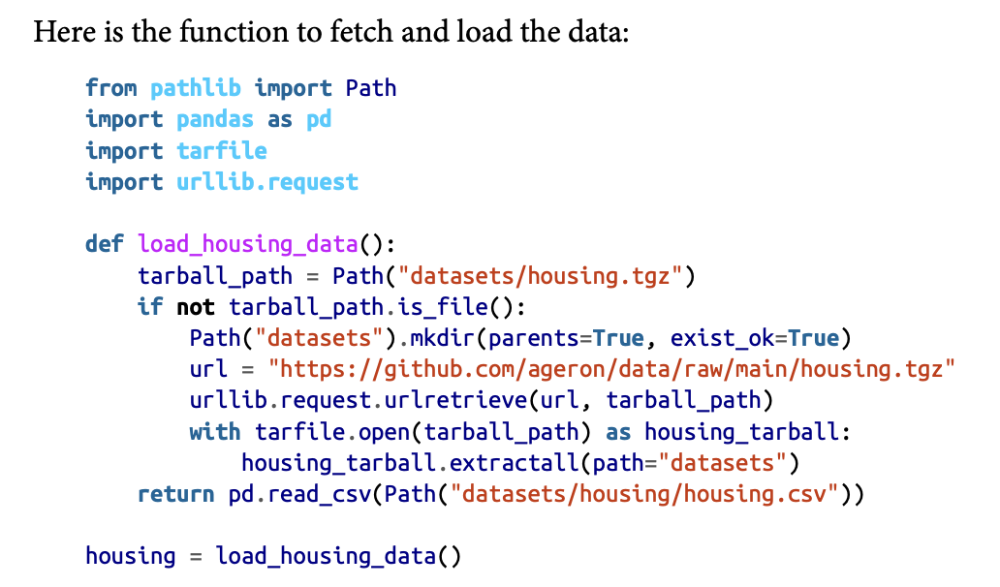 Here is the function to fetch and load the data:
from pathlib import Path
import pandas as pd
import tarfile
import urllib.request
def load_housing_data():
    tarball_path = Path("datasets/housing.tgz")
    if not tarball_path.is_file():
        Path("datasets").mkdir(parents=True, exist_ok=True)
        url = "https://github.com/ageron/data/raw/main/housing.tgz"
        urllib.request.urlretrieve(url, tarball_path)
        with tarfile.open(tarball_path) as housing_tarball:
            housing_tarball.extractall(path="datasets")
    return pd.read_csv(Path("datasets/housing/housing.csv"))
housing = load_housing_data()